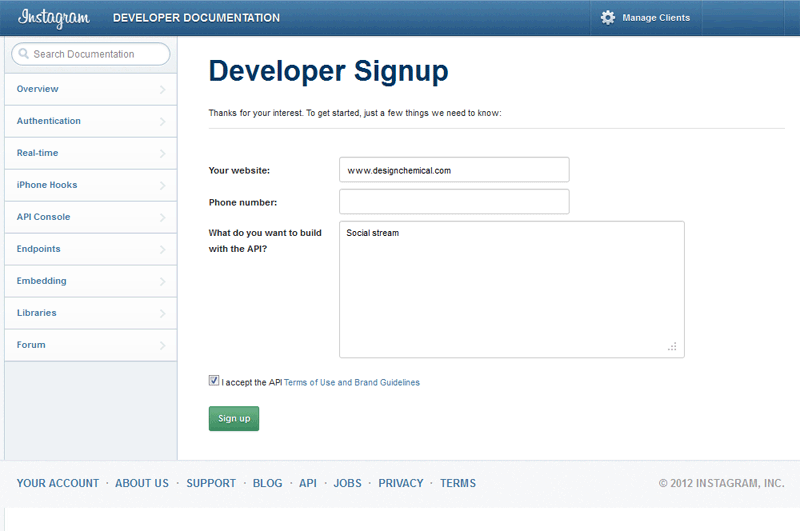 Instagram DEVELOPER DOCUMENTATION Manage Clients
Search Documentation
Overview
Authentication
Real-time
iPhone Hooks
API Console
Endpoints
Embedding
Libraries
Forum
Developer Signup
Thanks for your interest. To get started, just a few things we need to know:
Your website: www.designchemical.com
Phone number:
What do you want to build
with the API?
Social stream
I accept the API Terms of Use and Brand Guidelines
Sign up
YOUR ACCOUNT · ABOUT US · SUPPORT · BLOG · API · JOBS · PRIVACY · TERMS
© 2012 INSTAGRAM, INC.